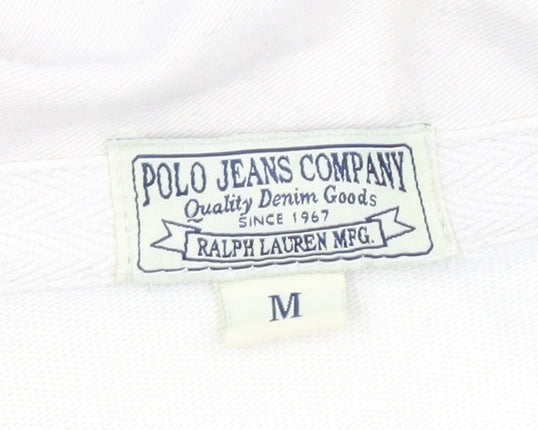 POLO JEANS COMPANY
Quality Denim Goods
SINCE 1967
RALPH LAUREN MFG.
M